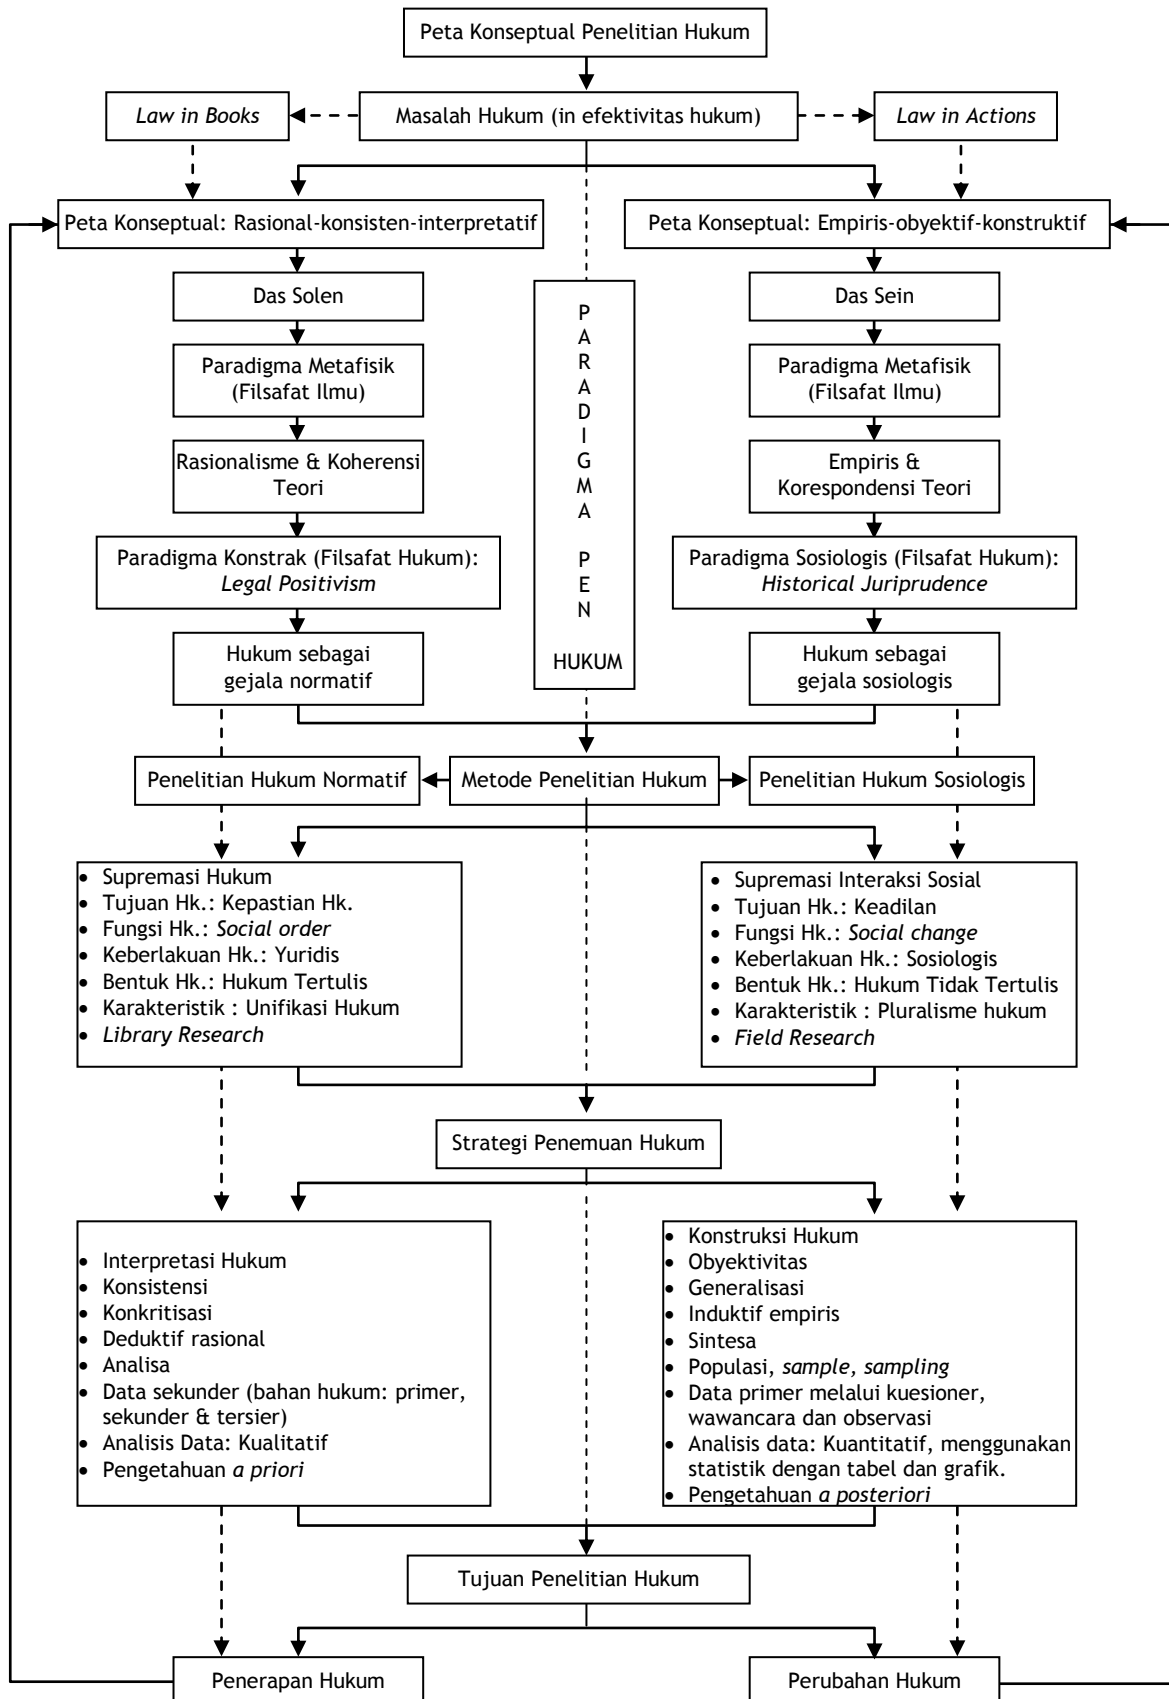 Peta Konseptual Penelitian Hukum
Law in Books
Masalah Hukum (in efektivitas hukum)
Law in Actions
Peta Konseptual: Rasional-konsisten-interpretatif
Peta Konseptual: Empiris-obyektif-konstruktif
Das Solen
Das Sein
Paradigma Metafisik
(Filsafat Ilmu)
Paradigma Metafisik
(Filsafat Ilmu)
Rasionalisme & Koherensi
Teori
Empiris &
Korespondensi Teori
Paradigma Konstrak (Filsafat Hukum):
Legal Positivism
Paradigma Sosiologis (Filsafat Hukum):
Historical Juriprudence
Hukum sebagai
gejala normatif
Hukum sebagai
gejala sosiologis
P
A
R
A
D
I
G
M
A
P
E
N
HUKUM
Penelitian Hukum Normatif
Metode Penelitian Hukum
Penelitian Hukum Sosiologis
• Supremasi Hukum
• Tujuan Hk.: Kepastian Hk.
• Fungsi Hk.: Social order
• Keberlakuan Hk.: Yuridis
• Bentuk Hk.: Hukum Tertulis
• Karakteristik : Unifikasi Hukum
• Library Research
• Supremasi Interaksi Sosial
• Tujuan Hk.: Keadilan
• Fungsi Hk.: Social change
• Keberlakuan Hk.: Sosiologis
• Bentuk Hk.: Hukum Tidak Tertulis
• Karakteristik : Pluralisme hukum
• Field Research
Strategi Penemuan Hukum
• Interpretasi Hukum
• Konsistensi
• Konkritisasi
• Deduktif rasional
• Analisa
• Data sekunder (bahan hukum: primer,
sekunder & tersier)
• Analisis Data: Kualitatif
• Pengetahuan a priori
• Konstruksi Hukum
• Obyektivitas
• Generalisasi
• Induktif empiris
• Sintesa
• Populasi, sample, sampling
• Data primer melalui kuesioner,
wawancara dan observasi
• Analisis data: Kuantitatif, menggunakan
statistik dengan tabel dan grafik.
• Pengetahuan a posteriori
Tujuan Penelitian Hukum
Penerapan Hukum
Perubahan Hukum